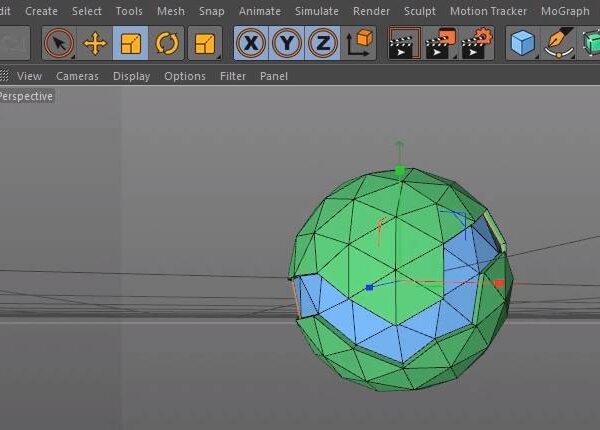 dit Create Select Tools Mesh Snap Animate Simulate Render Sculpt Motion Tracker MoGraph
X Y Z
View Cameras Display Options Filter Panel
Perspective